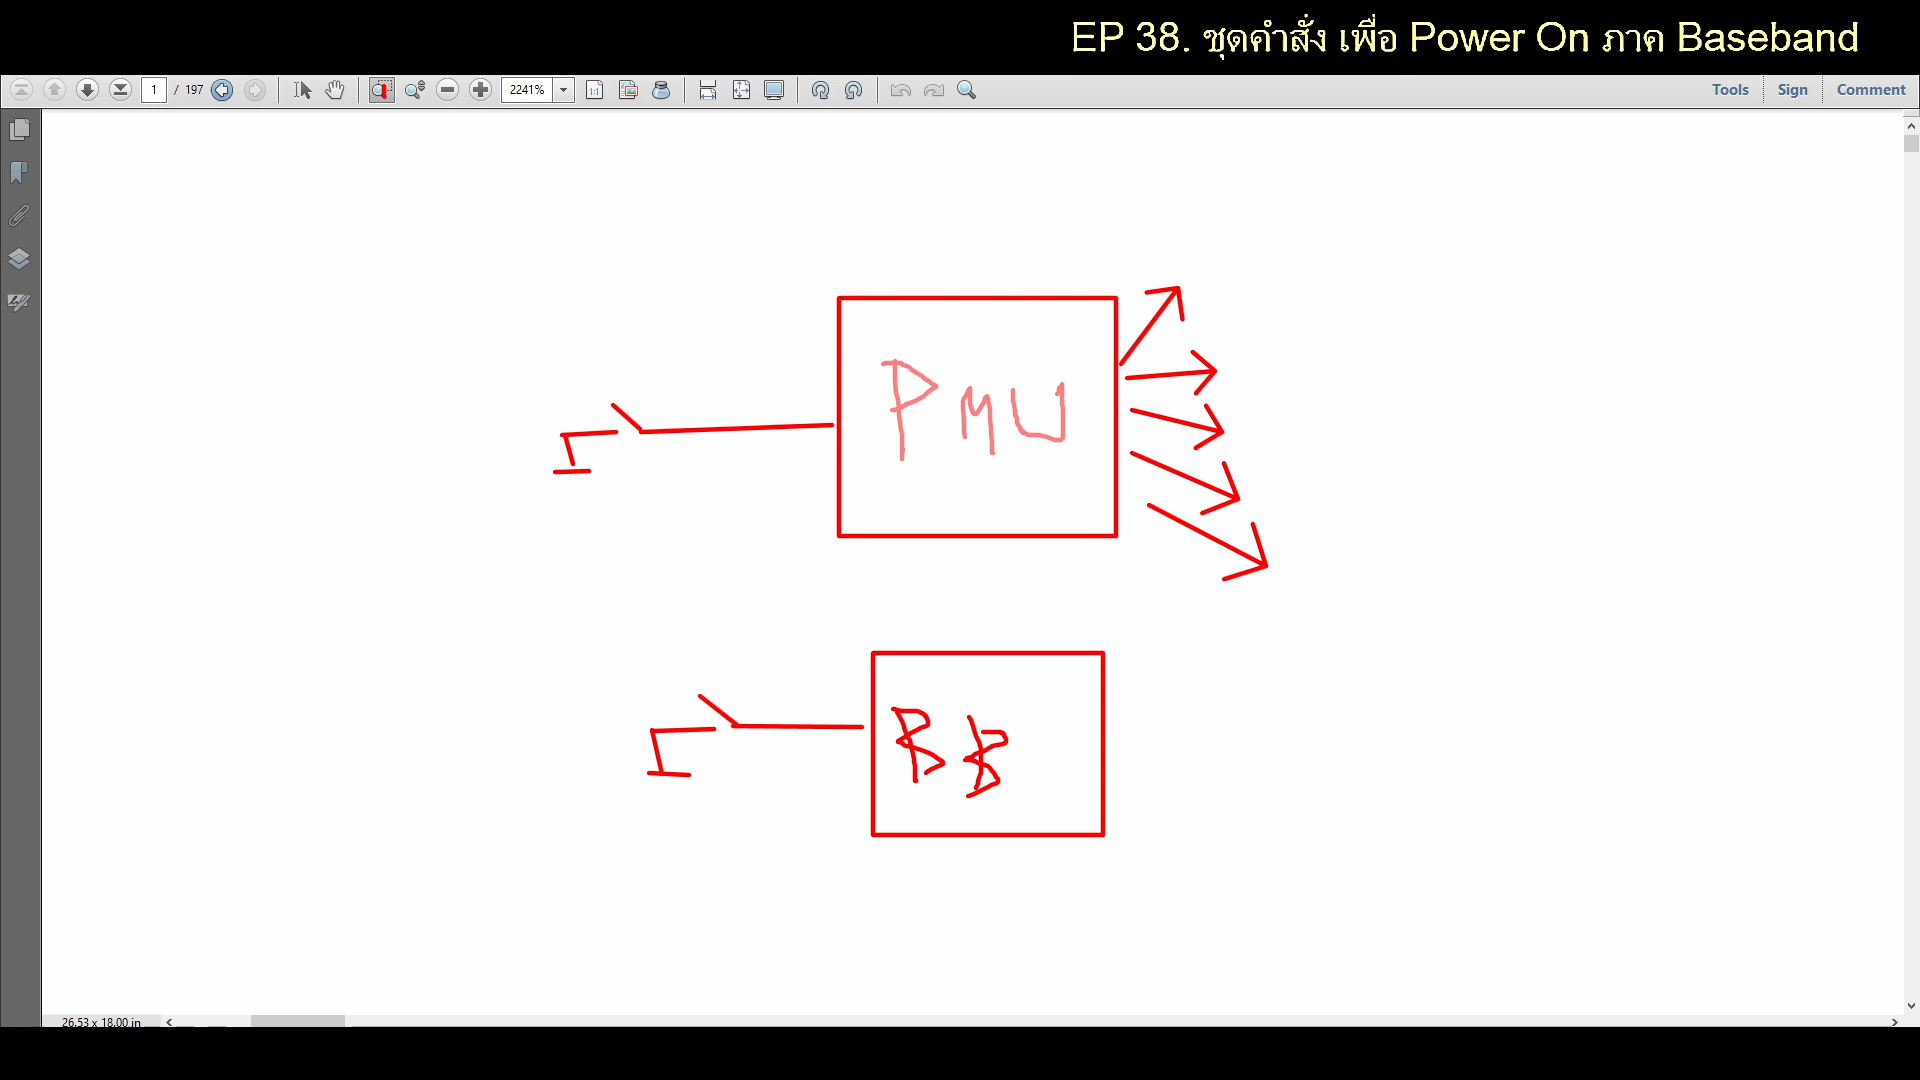 EP 38. ชุดคำสั่ง เพื่อ Power On ภาค Baseband
1 / 197 2241% Tools Sign Comment
PMU
BB
26.53 x 18.00 in